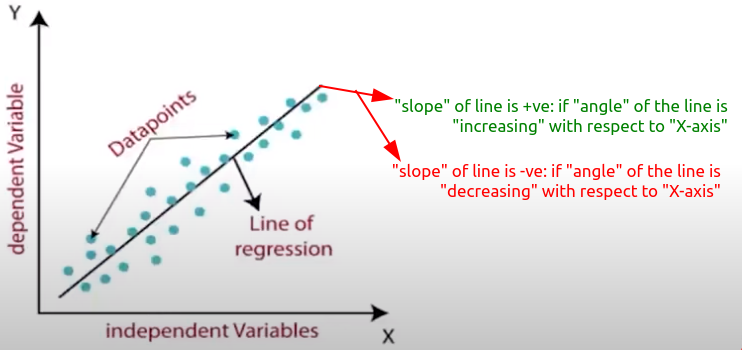 Y
dependent Variable
Datapoints
"slope" of line is +ve: if "angle" of the line is
"increasing" with respect to "X-axis"
"slope" of line is -ve: if "angle" of the line is
"decreasing" with respect to "X-axis"
Line of
regression
independent Variables
X